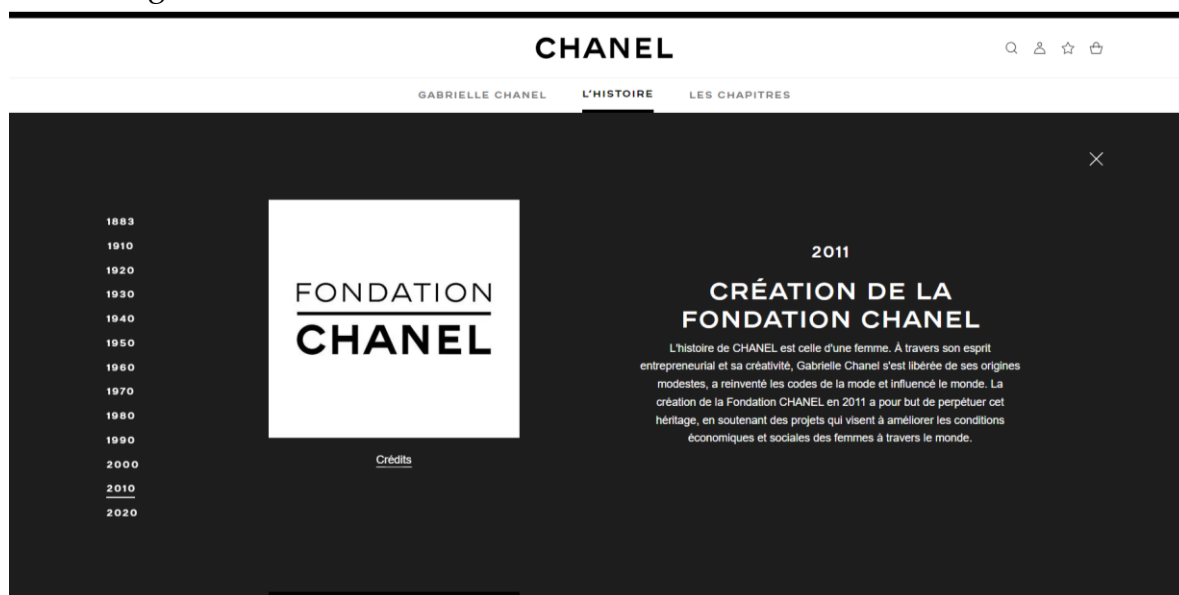 CHANEL
GABRIELLE CHANEL
L'HISTOIRE
LES CHAPITRES
1883
1910
1920
1930
1940
1950
1960
1970
1980
1990
2000
2010
2020
FONDATION
CHANEL
Crédits
2011
CRÉATION DE LA
FONDATION CHANEL
L'histoire de CHANEL est celle d'une femme. À travers son esprit
entrepreneurial et sa créativité, Gabrielle Chanel s'est libérée de ses origines
modestes, a reinventé les codes de la mode et influencé le monde. La
création de la Fondation CHANEL en 2011 a pour but de perpétuer cet
héritage, en soutenant des projets qui visent à améliorer les conditions
économiques et sociales des femmes à travers le monde.